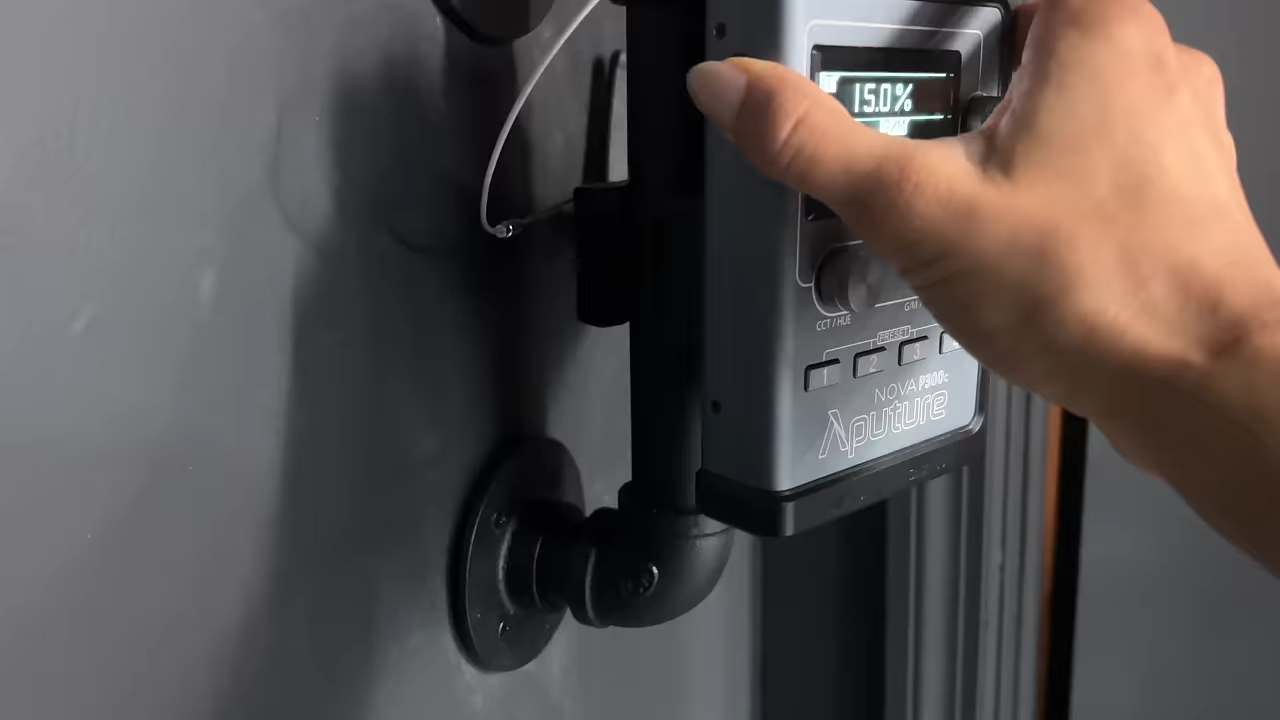 15.0%
CCT / HUE
G/M
PRESET
1 2 3
NOVA P300c
Aputure